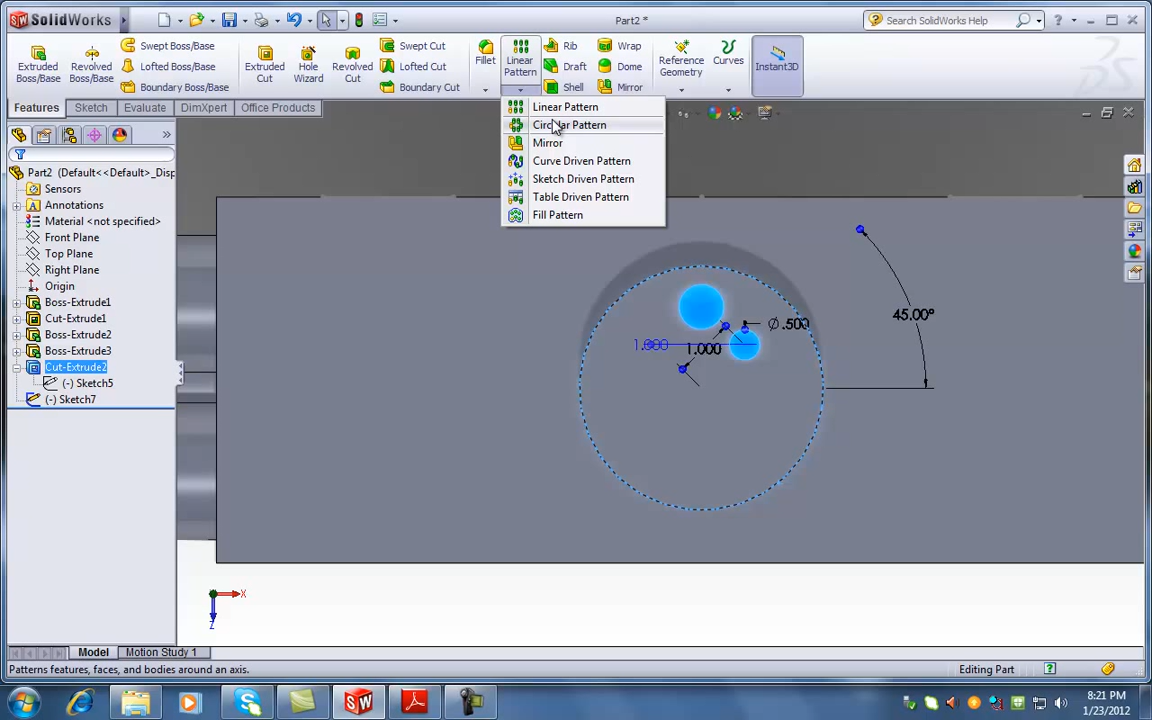 SolidWorks
Part2 *
Search SolidWorks Help
Extruded Boss/Base
Revolved Boss/Base
Swept Boss/Base
Lofted Boss/Base
Boundary Boss/Base
Extruded Cut
Hole Wizard
Revolved Cut
Swept Cut
Lofted Cut
Boundary Cut
Fillet
Linear Pattern
Rib
Draft
Shell
Wrap
Dome
Mirror
Reference Geometry
Curves
Instant3D
Features
Sketch
Evaluate
DimXpert
Office Products
Linear Pattern
Circular Pattern
Mirror
Curve Driven Pattern
Sketch Driven Pattern
Table Driven Pattern
Fill Pattern
Part2 (Default<<Default>_Disp
Sensors
Annotations
Material <not specified>
Front Plane
Top Plane
Right Plane
Origin
Boss-Extrude1
Cut-Extrude1
Boss-Extrude2
Boss-Extrude3
Cut-Extrude2
(-) Sketch5
(-) Sketch7
45.00°
Ø.500
1.000
1.000
X
Z
Model
Motion Study 1
Patterns features, faces, and bodies around an axis.
Editing Part
8:21 PM
1/23/2012